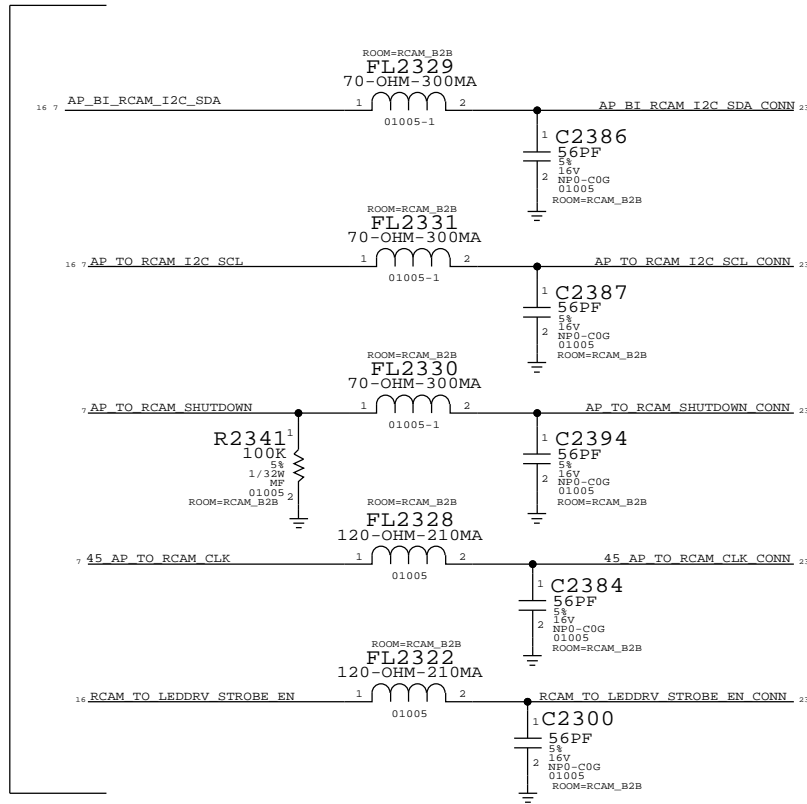 ROOM=RCAM_B2B
FL2329
70-OHM-300MA
16 7 AP_BI_RCAM_I2C_SDA 1 2 AP_BI_RCAM_I2C_SDA_CONN 23
01005-1
1 C2386
56PF
5%
16V
2 NP0-C0G
01005
ROOM=RCAM_B2B
ROOM=RCAM_B2B
FL2331
70-OHM-300MA
16 7 AP_TO_RCAM_I2C_SCL 1 2 AP_TO_RCAM_I2C_SCL_CONN 23
01005-1
1 C2387
56PF
5%
16V
2 NP0-C0G
01005
ROOM=RCAM_B2B
ROOM=RCAM_B2B
FL2330
70-OHM-300MA
7 AP_TO_RCAM_SHUTDOWN 1 2 AP_TO_RCAM_SHUTDOWN_CONN 23
01005-1
R2341 1
100K
5%
1/32W
MF
01005 2
ROOM=RCAM_B2B
1 C2394
56PF
5%
16V
2 NP0-C0G
01005
ROOM=RCAM_B2B
ROOM=RCAM_B2B
FL2328
120-OHM-210MA
7 45_AP_TO_RCAM_CLK 1 2 45_AP_TO_RCAM_CLK_CONN 23
01005
1 C2384
56PF
5%
16V
2 NP0-C0G
01005
ROOM=RCAM_B2B
ROOM=RCAM_B2B
FL2322
120-OHM-210MA
16 RCAM_TO_LEDDRV_STROBE_EN 1 2 RCAM_TO_LEDDRV_STROBE_EN_CONN 23
01005
1 C2300
56PF
5%
16V
2 NP0-C0G
01005
ROOM=RCAM_B2B